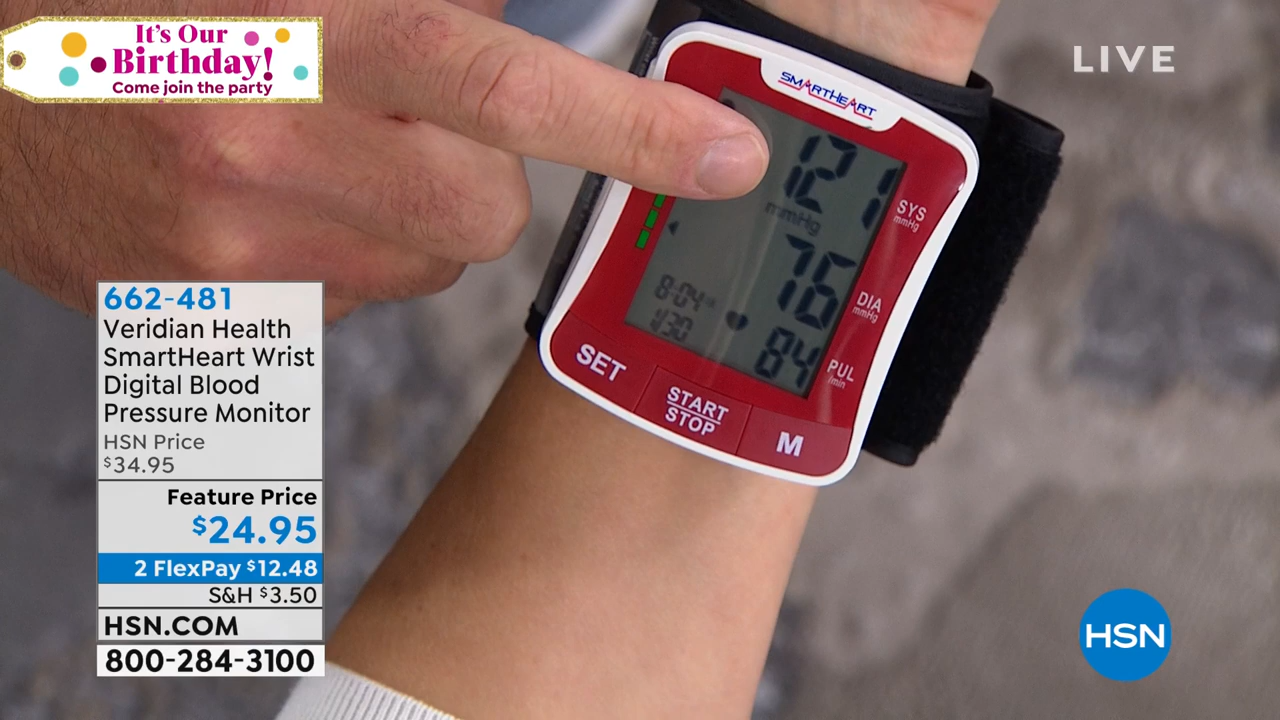 It's Our
Birthday!
Come join the party
LIVE
SMARTHEART
121
SYS
mmHg
mmHg
76
DIA
mmHg
8:04
1/30
84
PUL
/min
SET
START
STOP
M
662-481
Veridian Health
SmartHeart Wrist
Digital Blood
Pressure Monitor
HSN Price
$34.95
Feature Price
$24.95
2 FlexPay $12.48
S&H $3.50
HSN.COM
800-284-3100
HSN